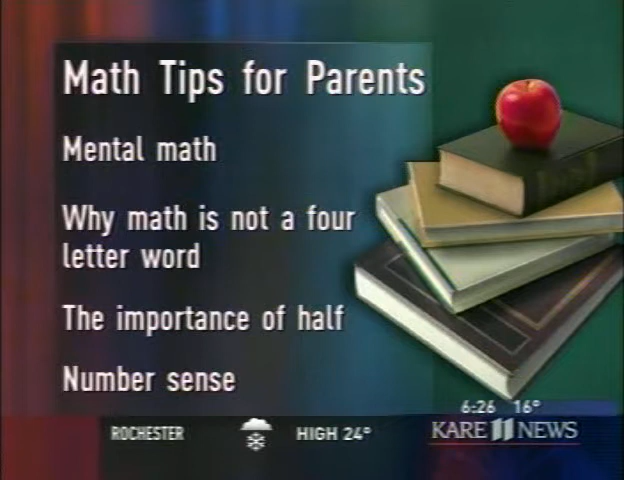 Math Tips for Parents
Mental math
Why math is not a four
letter word
The importance of half
Number sense
6:26 16°
ROCHESTER HIGH 24° KARE 11 NEWS